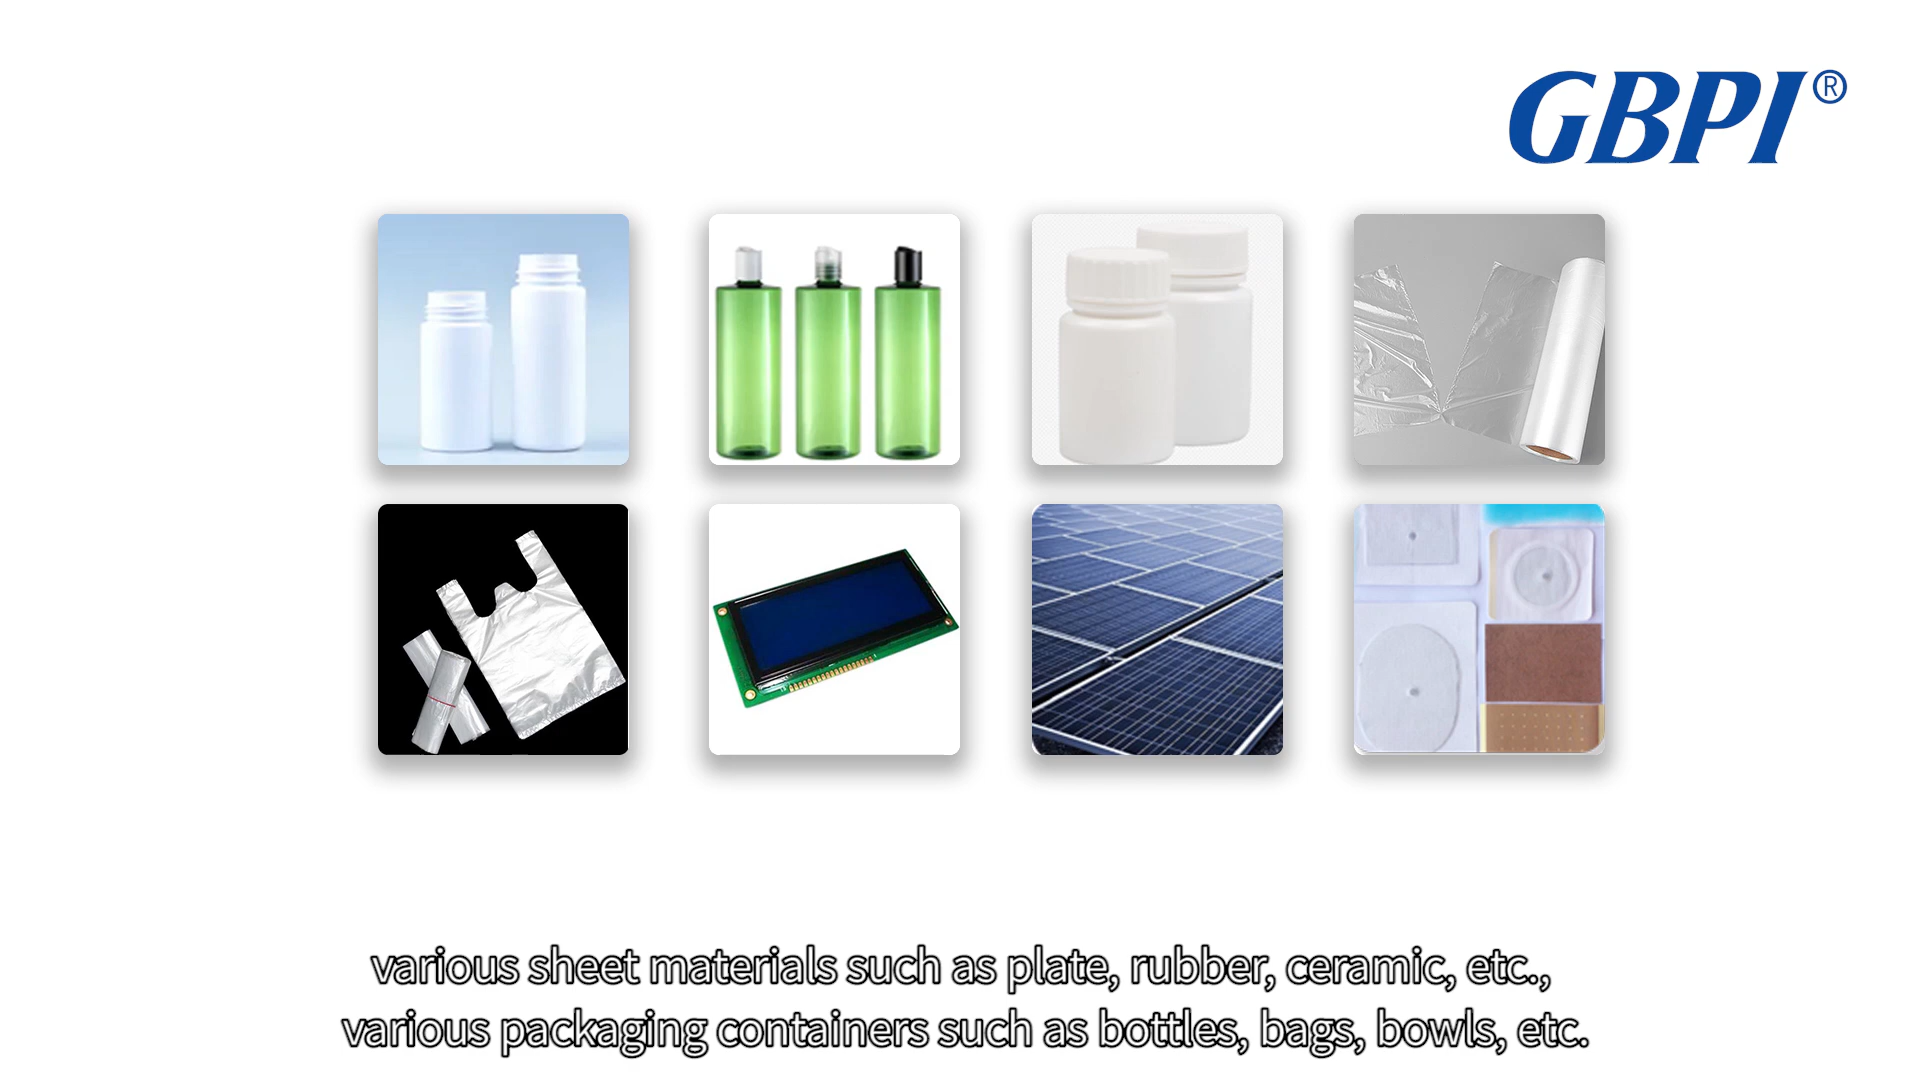 GBPI®
various sheet materials such as plate, rubber, ceramic, etc.,
various packaging containers such as bottles, bags, bowls, etc.